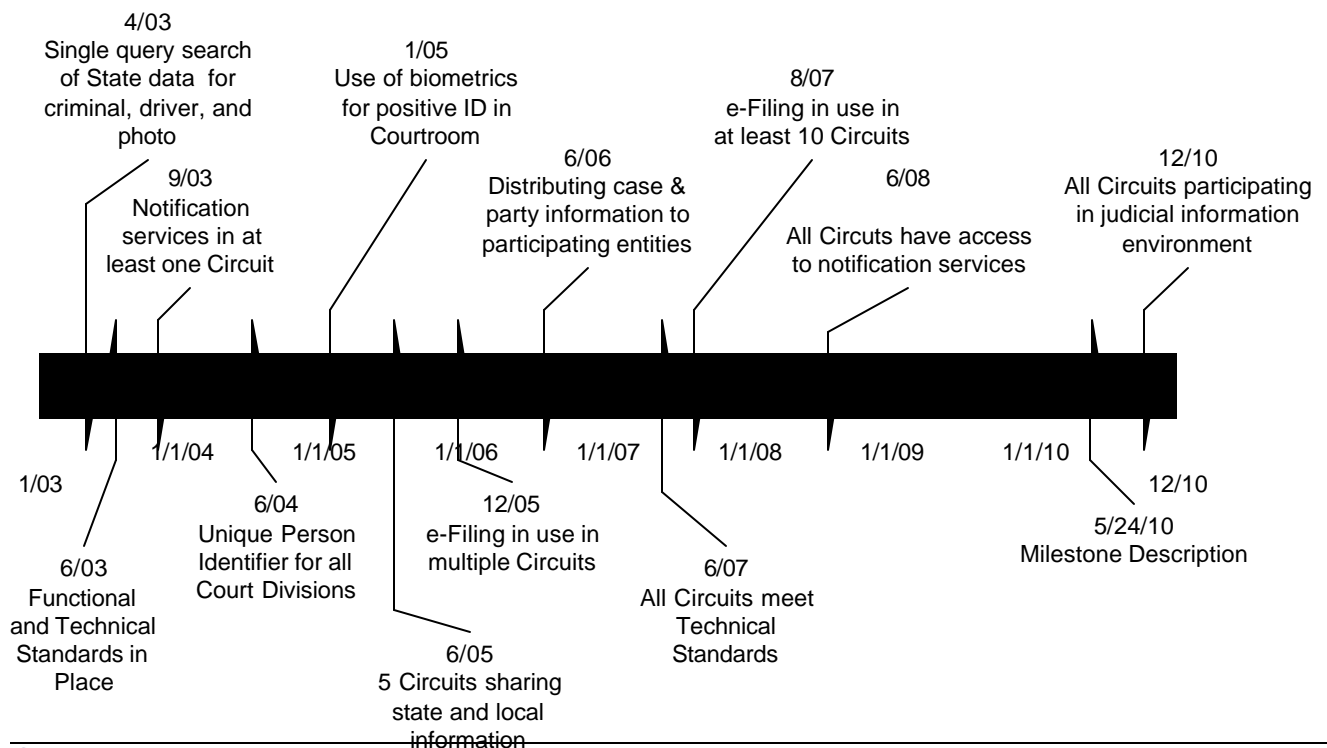 4/03
Single query search
of State data for
criminal, driver, and
photo
9/03
Notification
services in at
least one Circuit
1/05
Use of biometrics
for positive ID in
Courtroom
6/06
Distributing case &
party information to
participating entities
8/07
e-Filing in use in
at least 10 Circuits
6/08
All Circuts have access
to notification services
12/10
All Circuits participating
in judicial information
environment
1/03
1/1/04
1/1/05
1/1/06
1/1/07
1/1/08
1/1/09
1/1/10
12/10
6/03
Functional
and Technical
Standards in
Place
6/04
Unique Person
Identifier for all
Court Divisions
6/05
5 Circuits sharing
state and local
information
12/05
e-Filing in use in
multiple Circuits
6/07
All Circuits meet
Technical
Standards
5/24/10
Milestone Description